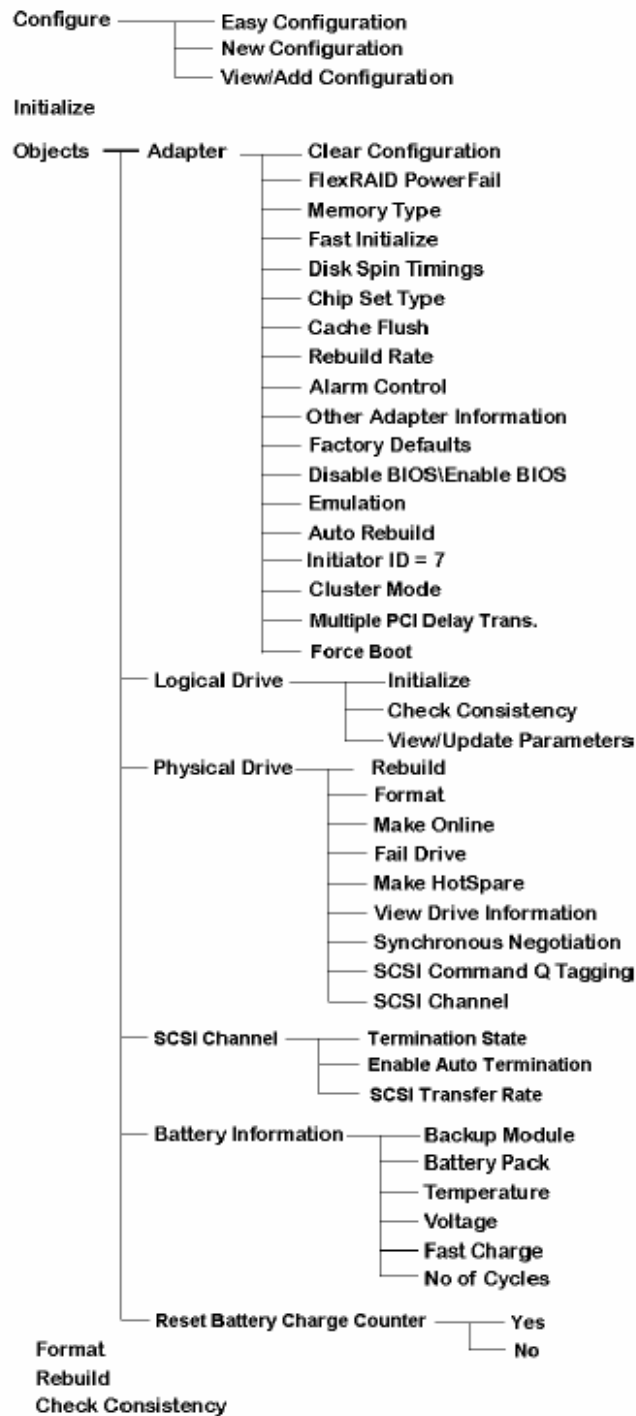 Configure Easy Configuration
New Configuration
View/Add Configuration
Initialize
Objects Adapter Clear Configuration
FlexRAID PowerFail
Memory Type
Fast Initialize
Disk Spin Timings
Chip Set Type
Cache Flush
Rebuild Rate
Alarm Control
Other Adapter Information
Factory Defaults
Disable BIOS\Enable BIOS
Emulation
Auto Rebuild
Initiator ID = 7
Cluster Mode
Multiple PCI Delay Trans.
Force Boot
Logical Drive Initialize
Check Consistency
View/Update Parameters
Physical Drive Rebuild
Format
Make Online
Fail Drive
Make HotSpare
View Drive Information
Synchronous Negotiation
SCSI Command Q Tagging
SCSI Channel
SCSI Channel Termination State
Enable Auto Termination
SCSI Transfer Rate
Battery Information Backup Module
Battery Pack
Temperature
Voltage
Fast Charge
No of Cycles
Reset Battery Charge Counter Yes
No
Format
Rebuild
Check Consistency